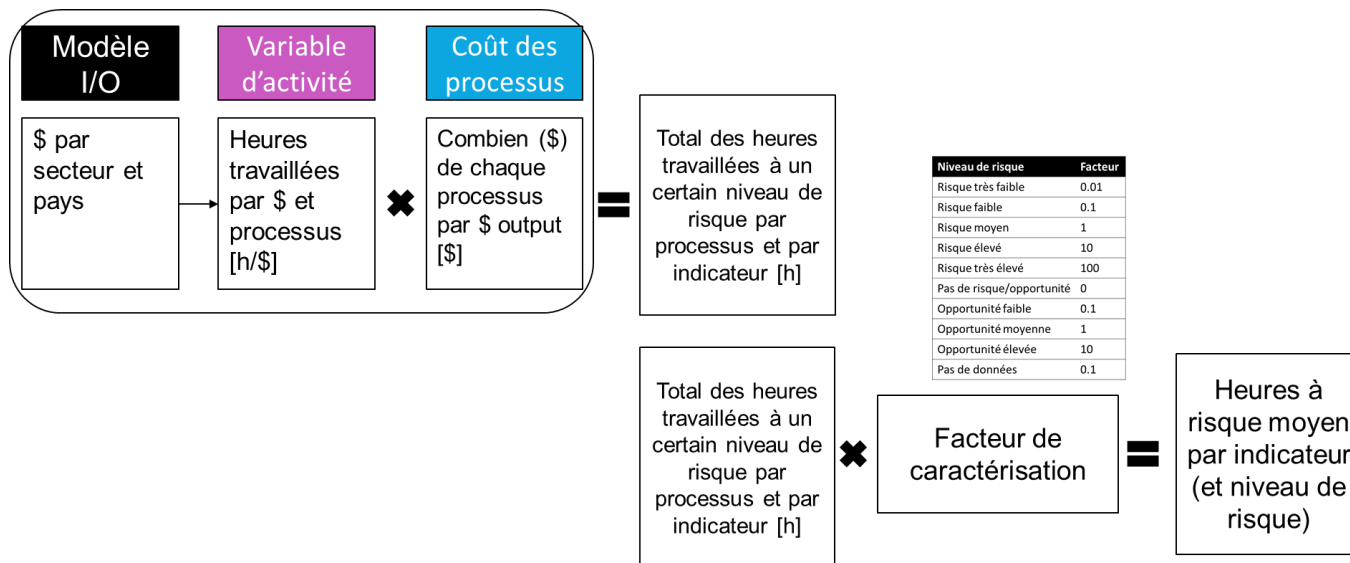 Modèle
I/O
Variable
d’activité
Coût des
processus
$ par
secteur et
pays
Heures
travaillées
par $ et
processus
[h/$]
Combien ($)
de chaque
processus
par $ output
[$]
Total des heures
travaillées à un
certain niveau de
risque par
processus et par
indicateur [h]
Niveau de risque Facteur
Risque très faible 0.01
Risque faible 0.1
Risque moyen 1
Risque élevé 10
Risque très élevé 100
Pas de risque/opportunité 0
Opportunité faible 0.1
Opportunité moyenne 1
Opportunité élevée 10
Pas de données 0.1
Total des heures
travaillées à un
certain niveau de
risque par
processus et par
indicateur [h]
Facteur de
caractérisation
Heures à
risque moyen
par indicateur
(et niveau de
risque)